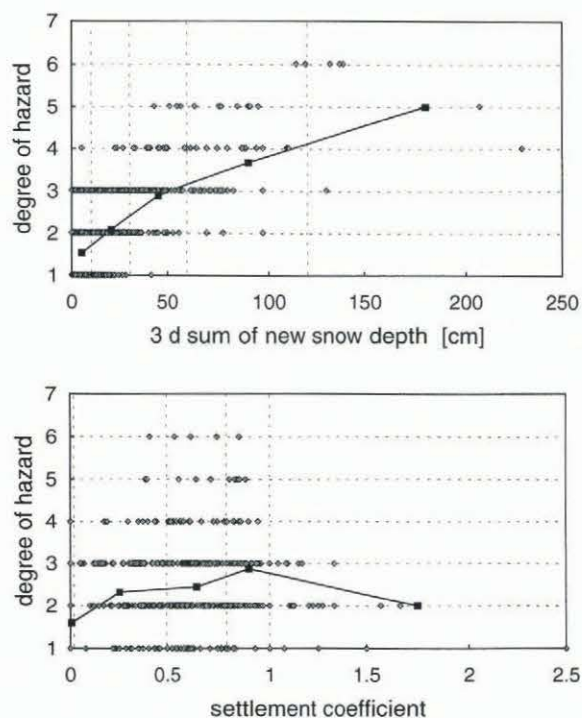 degree of hazard
7
6
5
4
3
2
1
0 50 100 150 200 250
3 d sum of new snow depth [cm]
degree of hazard
7
6
5
4
3
2
1
0 0.5 1 1.5 2 2.5
settlement coefficient